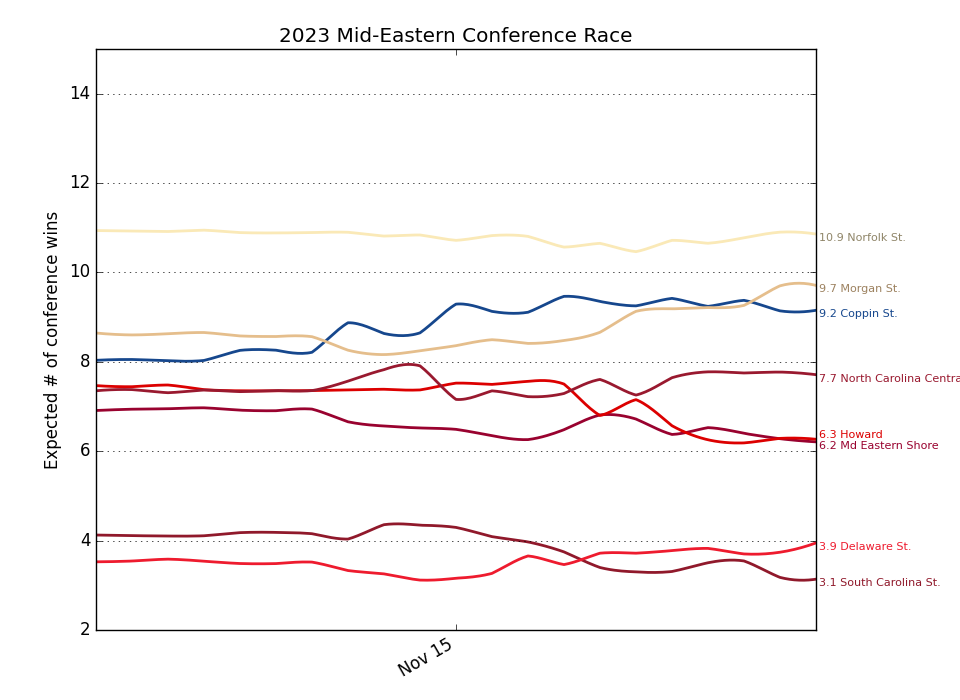 2023 Mid-Eastern Conference Race
Expected # of conference wins
14
12
10
8
6
4
2
Nov 15
10.9 Norfolk St.
9.7 Morgan St.
9.2 Coppin St.
7.7 North Carolina Centra
6.3 Howard
6.2 Md Eastern Shore
3.9 Delaware St.
3.1 South Carolina St.